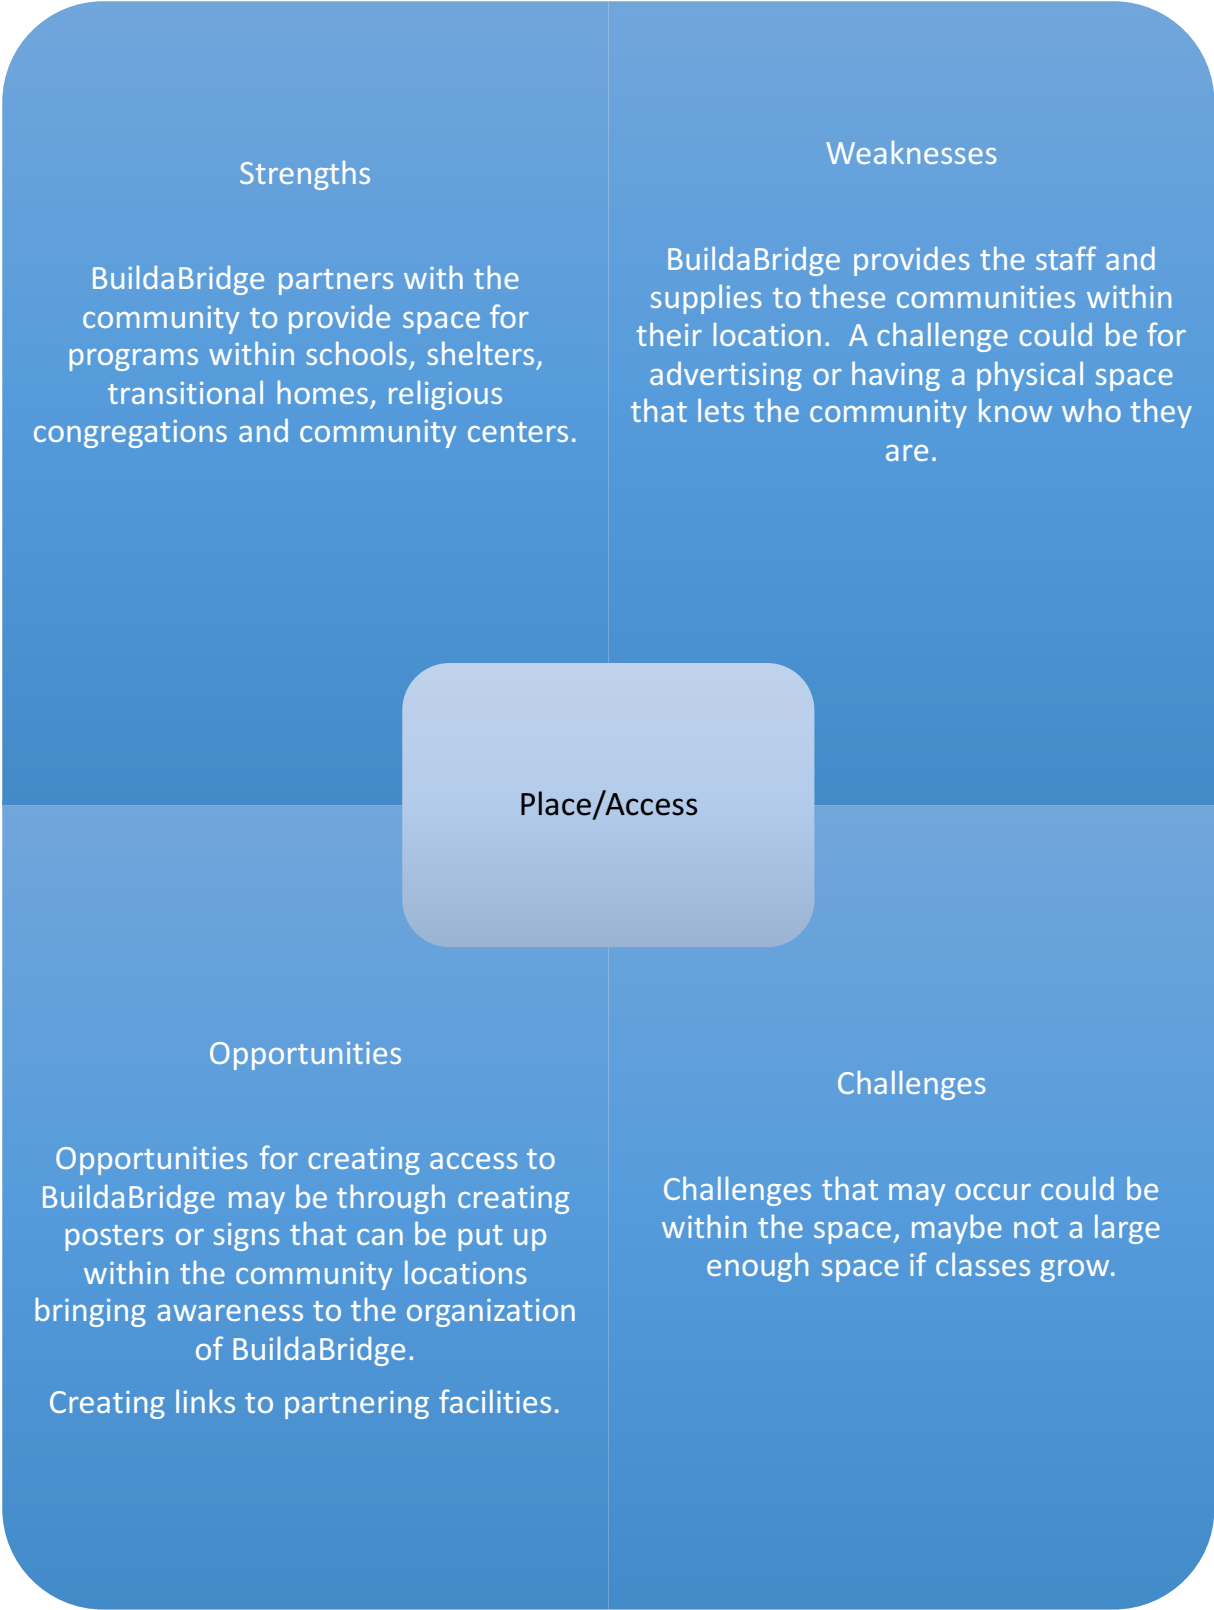 Strengths
BuildaBridge partners with the
community to provide space for
programs within schools, shelters,
transitional homes, religious
congregations and community centers.
Weaknesses
BuildaBridge provides the staff and
supplies to these communities within
their location.  A challenge could be for
advertising or having a physical space
that lets the community know who they
are.
Place/Access
Opportunities
Opportunities for creating access to
BuildaBridge may be through creating
posters or signs that can be put up
within the community locations
bringing awareness to the organization
of BuildaBridge.
Creating links to partnering facilities.
Challenges
Challenges that may occur could be
within the space, maybe not a large
enough space if classes grow.